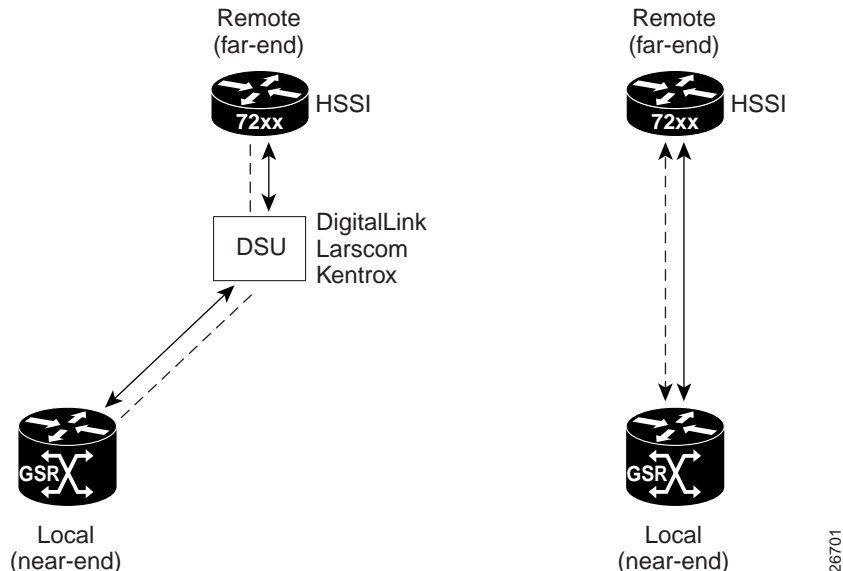 Remote
(far-end)
HSSI
72xx
DSU
DigitalLink
Larscom
Kentrox
GSR
Local
(near-end)
Remote
(far-end)
HSSI
72xx
GSR
Local
(near-end)
26701